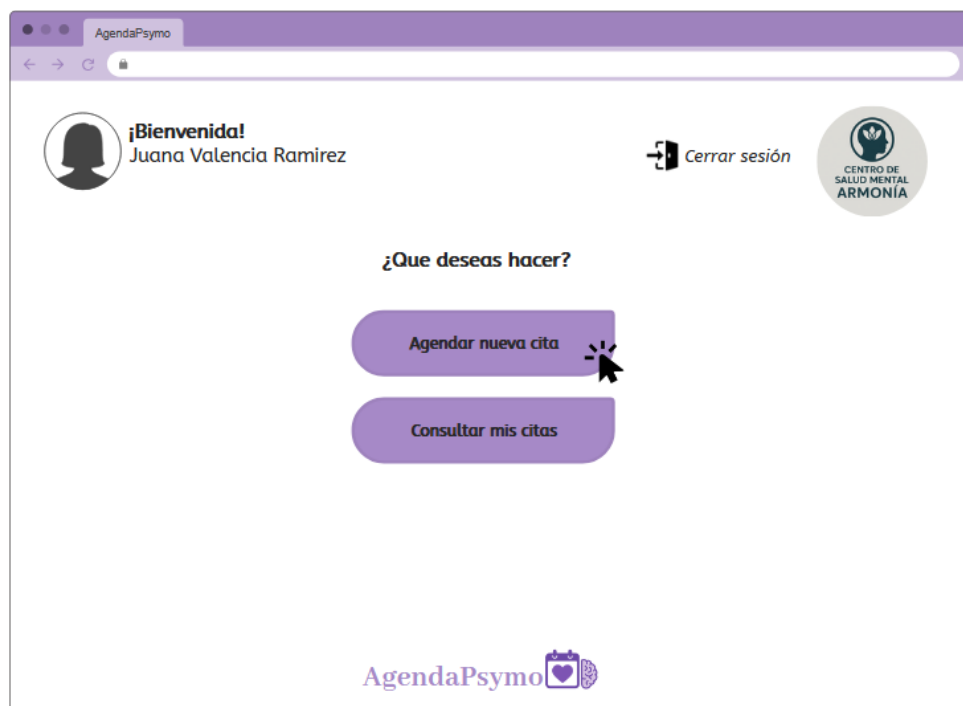 AgendaPsymo
¡Bienvenida!
Juana Valencia Ramirez
Cerrar sesión
CENTRO DE
SALUD MENTAL
ARMONÍA
¿Que deseas hacer?
Agendar nueva cita
Consultar mis citas
AgendaPsymo